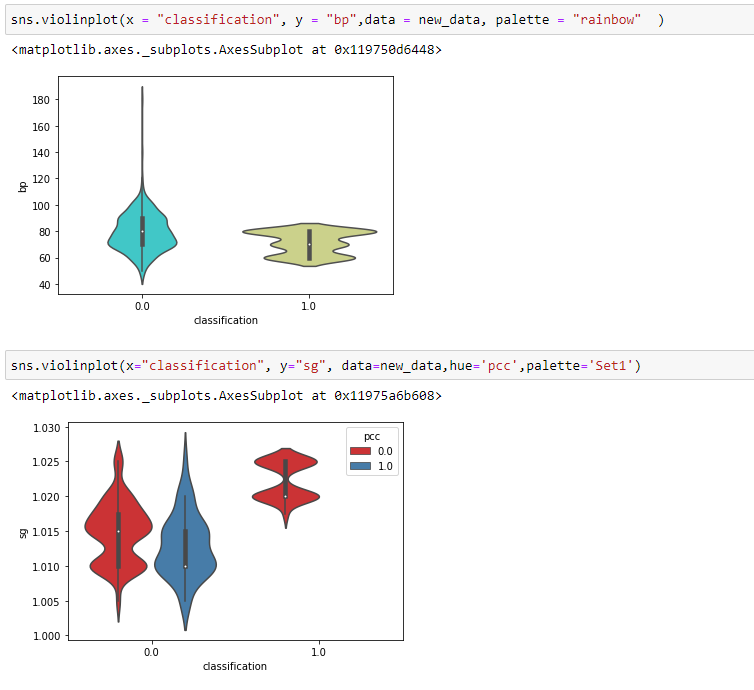 sns.violinplot(x = "classification", y = "bp",data = new_data, palette = "rainbow"  )
<matplotlib.axes._subplots.AxesSubplot at 0x119750d6448>
180
160
140
120
100
80
60
40
bp
0.0 1.0
classification
sns.violinplot(x="classification", y="sg", data=new_data,hue='pcc',palette='Set1')
<matplotlib.axes._subplots.AxesSubplot at 0x11975a6b608>
1.030
1.025
1.020
1.015
1.010
1.005
1.000
sg
pcc
0.0
1.0
0.0 1.0
classification